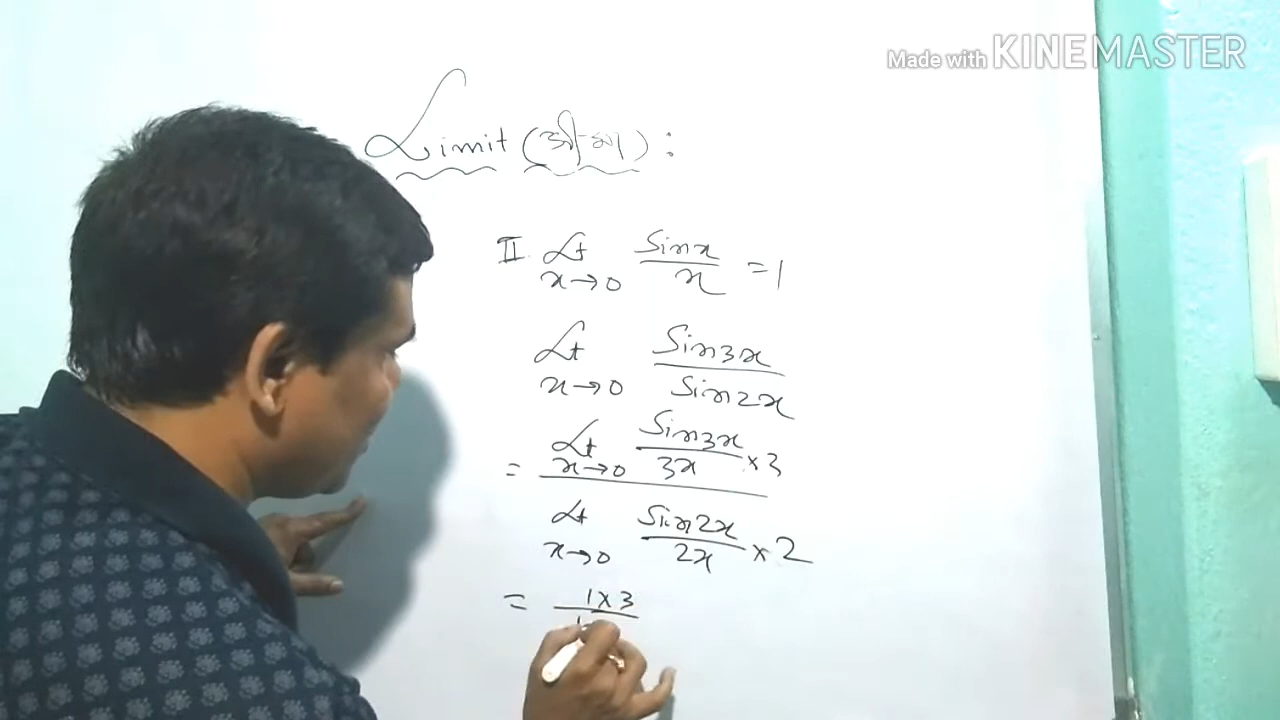 Made with KINEMASTER
Limit (सीमा) :
II. Lt x→0 Sinx/x = 1
Lt x→0 Sin3x/Sin2x
= Lt x→0 Sin3x/3x × 3
Lt x→0 Sin2x/2x × 2
= 1×3
1